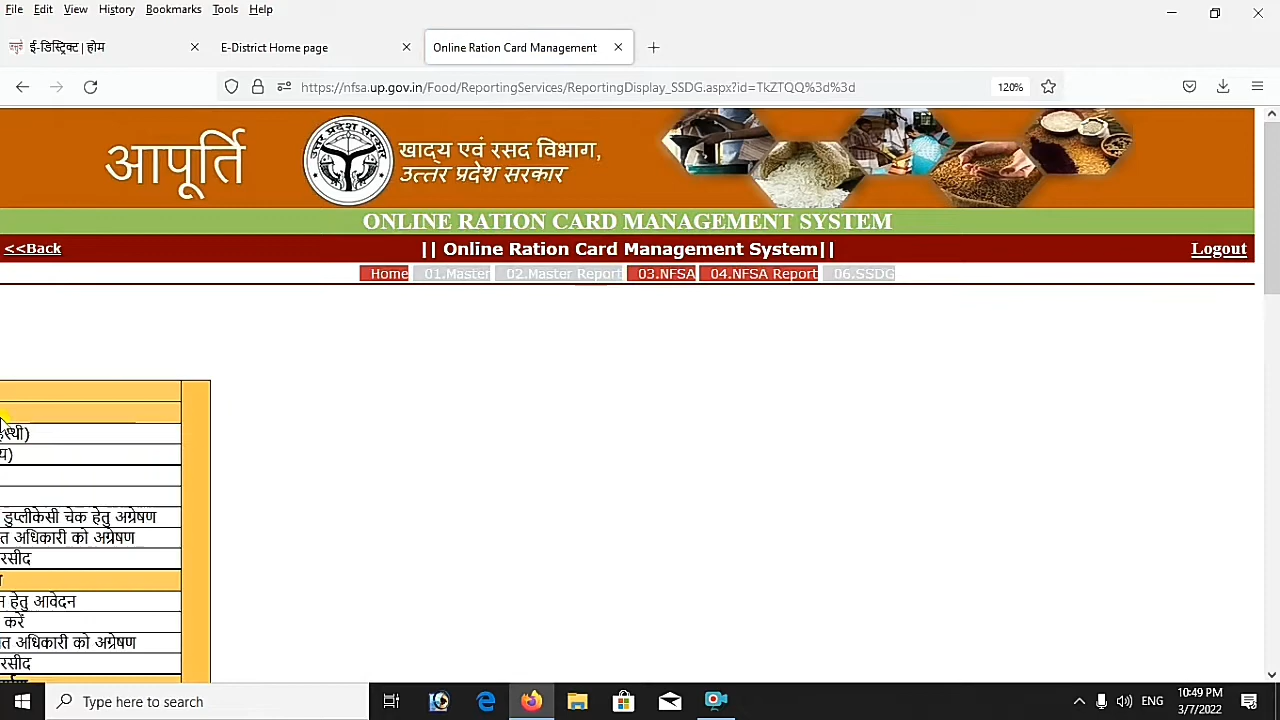 File Edit View History Bookmarks Tools Help
ई-डिस्ट्रिक्ट | होम
E-District Home page
Online Ration Card Management
https://nfsa.up.gov.in/Food/ReportingServices/ReportingDisplay_SSDG.aspx?id=TkZTQQ%3d%3d
120%
आपूर्ति
खाद्य एवं रसद विभाग,
उत्तर प्रदेश सरकार
ONLINE RATION CARD MANAGEMENT SYSTEM
<<Back
|| Online Ration Card Management System||
Logout
Home 01.Master 02.Master Report 03.NFSA 04.NFSA Report 06.SSDG
डुप्लीकेसी चेक हेतु अग्रेषण
त अधिकारी को अग्रेषण
रसीद
हेतु आवेदन
करें
त अधिकारी को अग्रेषण
रसीद
Type here to search
ENG
10:49 PM
3/7/2022